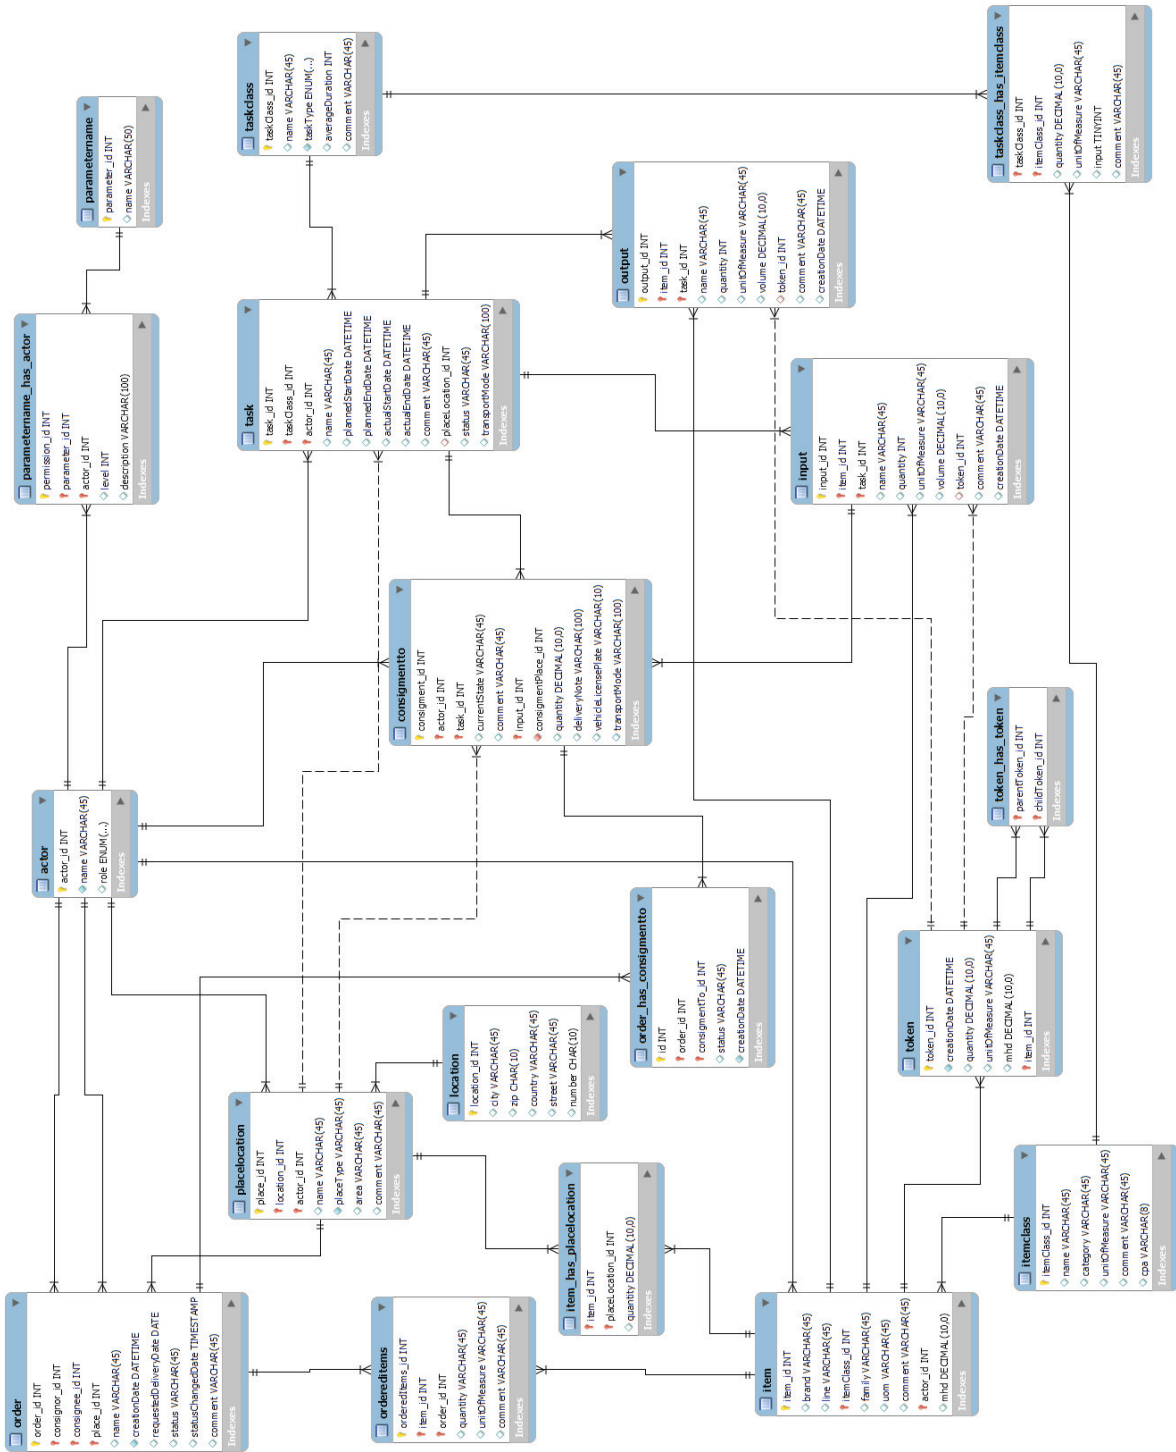 parametername
parameter_id INT
name VARCHAR(50)
Indexes
taskclass
taskClass_id INT
name VARCHAR(45)
taskType ENUM(...)
averageDuration INT
comment VARCHAR(45)
Indexes
taskclass_has_itemclass
taskClass_id INT
itemClass_id INT
quantity DECIMAL(10,0)
unitOfMeasure VARCHAR(45)
input TINYINT
comment VARCHAR(45)
Indexes
parametername_has_actor
permission_id INT
parameter_id INT
actor_id INT
level INT
description VARCHAR(100)
Indexes
task
task_id INT
taskClass_id INT
actor_id INT
name VARCHAR(45)
plannedStartDate DATETIME
plannedEndDate DATETIME
actualStartDate DATETIME
actualEndDate DATETIME
comment VARCHAR(45)
placeLocation_id INT
status VARCHAR(45)
transportMode VARCHAR(100)
Indexes
output
output_id INT
item_id INT
task_id INT
name VARCHAR(45)
quantity INT
unitOfMeasure VARCHAR(45)
volume DECIMAL(10,0)
token_id INT
comment VARCHAR(45)
creationDate DATETIME
Indexes
input
input_id INT
item_id INT
task_id INT
name VARCHAR(45)
quantity INT
unitOfMeasure VARCHAR(45)
volume DECIMAL(10,0)
token_id INT
comment VARCHAR(45)
creationDate DATETIME
Indexes
actor
actor_id INT
name VARCHAR(45)
role ENUM(...)
Indexes
consigmentto
consigment_id INT
actor_id INT
task_id INT
currentState VARCHAR(45)
comment VARCHAR(45)
input_id INT
consigmentPlace_id INT
quantity DECIMAL(10,0)
deliveryNote VARCHAR(100)
vehicleLicensePlate VARCHAR(10)
transportMode VARCHAR(100)
Indexes
token_has_token
parentToken_id INT
childToken_id INT
Indexes
order_has_consigmentto
id INT
order_id INT
consigmentTo_id INT
status VARCHAR(45)
creationDate DATETIME
Indexes
token
token_id INT
creationDate DATETIME
quantity DECIMAL(10,0)
unitOfMeasure VARCHAR(45)
mhd DECIMAL(10,0)
item_id INT
Indexes
location
location_id INT
city VARCHAR(45)
zip CHAR(10)
country VARCHAR(45)
street VARCHAR(45)
number CHAR(10)
Indexes
placelocation
place_id INT
location_id INT
actor_id INT
name VARCHAR(45)
placeType VARCHAR(45)
area VARCHAR(45)
comment VARCHAR(45)
Indexes
item_has_placelocation
item_id INT
placeLocation_id INT
quantity DECIMAL(10,0)
Indexes
itemclass
itemClass_id INT
name VARCHAR(45)
category VARCHAR(45)
unitOfMeasure VARCHAR(45)
comment VARCHAR(45)
cpa VARCHAR(8)
Indexes
order
order_id INT
consignor_id INT
consignee_id INT
place_id INT
name VARCHAR(45)
creationDate DATETIME
requestedDeliveryDate DATE
status VARCHAR(45)
statusChangedDate TIMESTAMP
comment VARCHAR(45)
Indexes
ordereditems
orderedItems_id INT
item_id INT
order_id INT
quantity VARCHAR(45)
unitOfMeasure VARCHAR(45)
comment VARCHAR(45)
Indexes
item
item_id INT
brand VARCHAR(45)
line VARCHAR(45)
itemClass_id INT
family VARCHAR(45)
uom VARCHAR(45)
comment VARCHAR(45)
actor_id INT
mhd DECIMAL(10,0)
Indexes